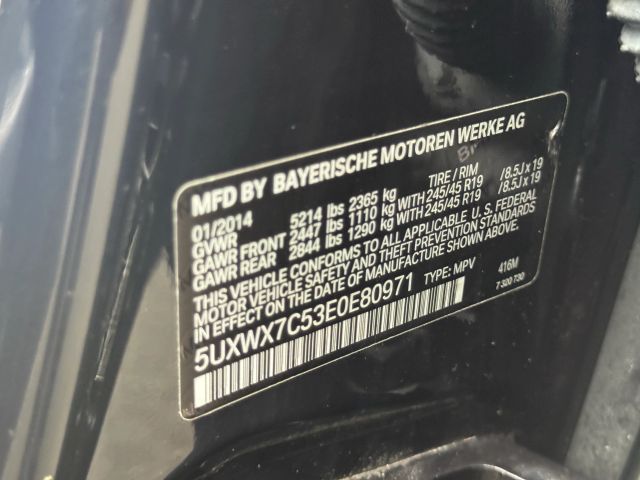 MFD BY BAYERISCHE MOTOREN WERKE AG
01/2014 TIRE / RIM
GVWR 5214 lbs 2365 kg
GAWR FRONT 2447 lbs 1110 kg WITH 245/45 R19 /8.5J x 19
GAWR REAR 2844 lbs 1290 kg WITH 245/45 R19 /8.5J x 19
THIS VEHICLE CONFORMS TO ALL APPLICABLE U.S. FEDERAL
MOTOR VEHICLE SAFETY AND THEFT PREVENTION STANDARDS
IN EFFECT ON THE DATE OF MANUFACTURE SHOWN ABOVE
5UXWX7C53E0E80971 TYPE: MPV 416M
7 320 730